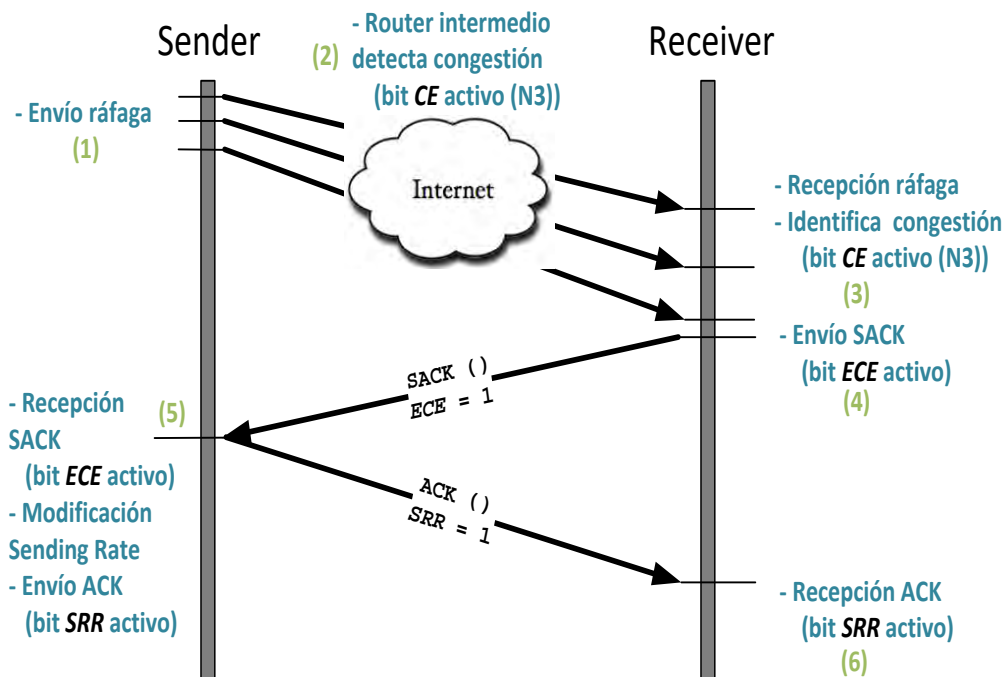 Sender
Receiver
(2)
- Router intermedio
detecta congestión
(bit CE activo (N3))
- Envío ráfaga
(1)
Internet
- Recepción ráfaga
- Identifica congestión
(bit CE activo (N3))
(3)
- Envío SACK
(bit ECE activo)
(4)
SACK ()
ECE = 1
(5)
- Recepción
SACK
(bit ECE activo)
- Modificación
Sending Rate
- Envío ACK
(bit SRR activo)
ACK ()
SRR = 1
- Recepción ACK
(bit SRR activo)
(6)